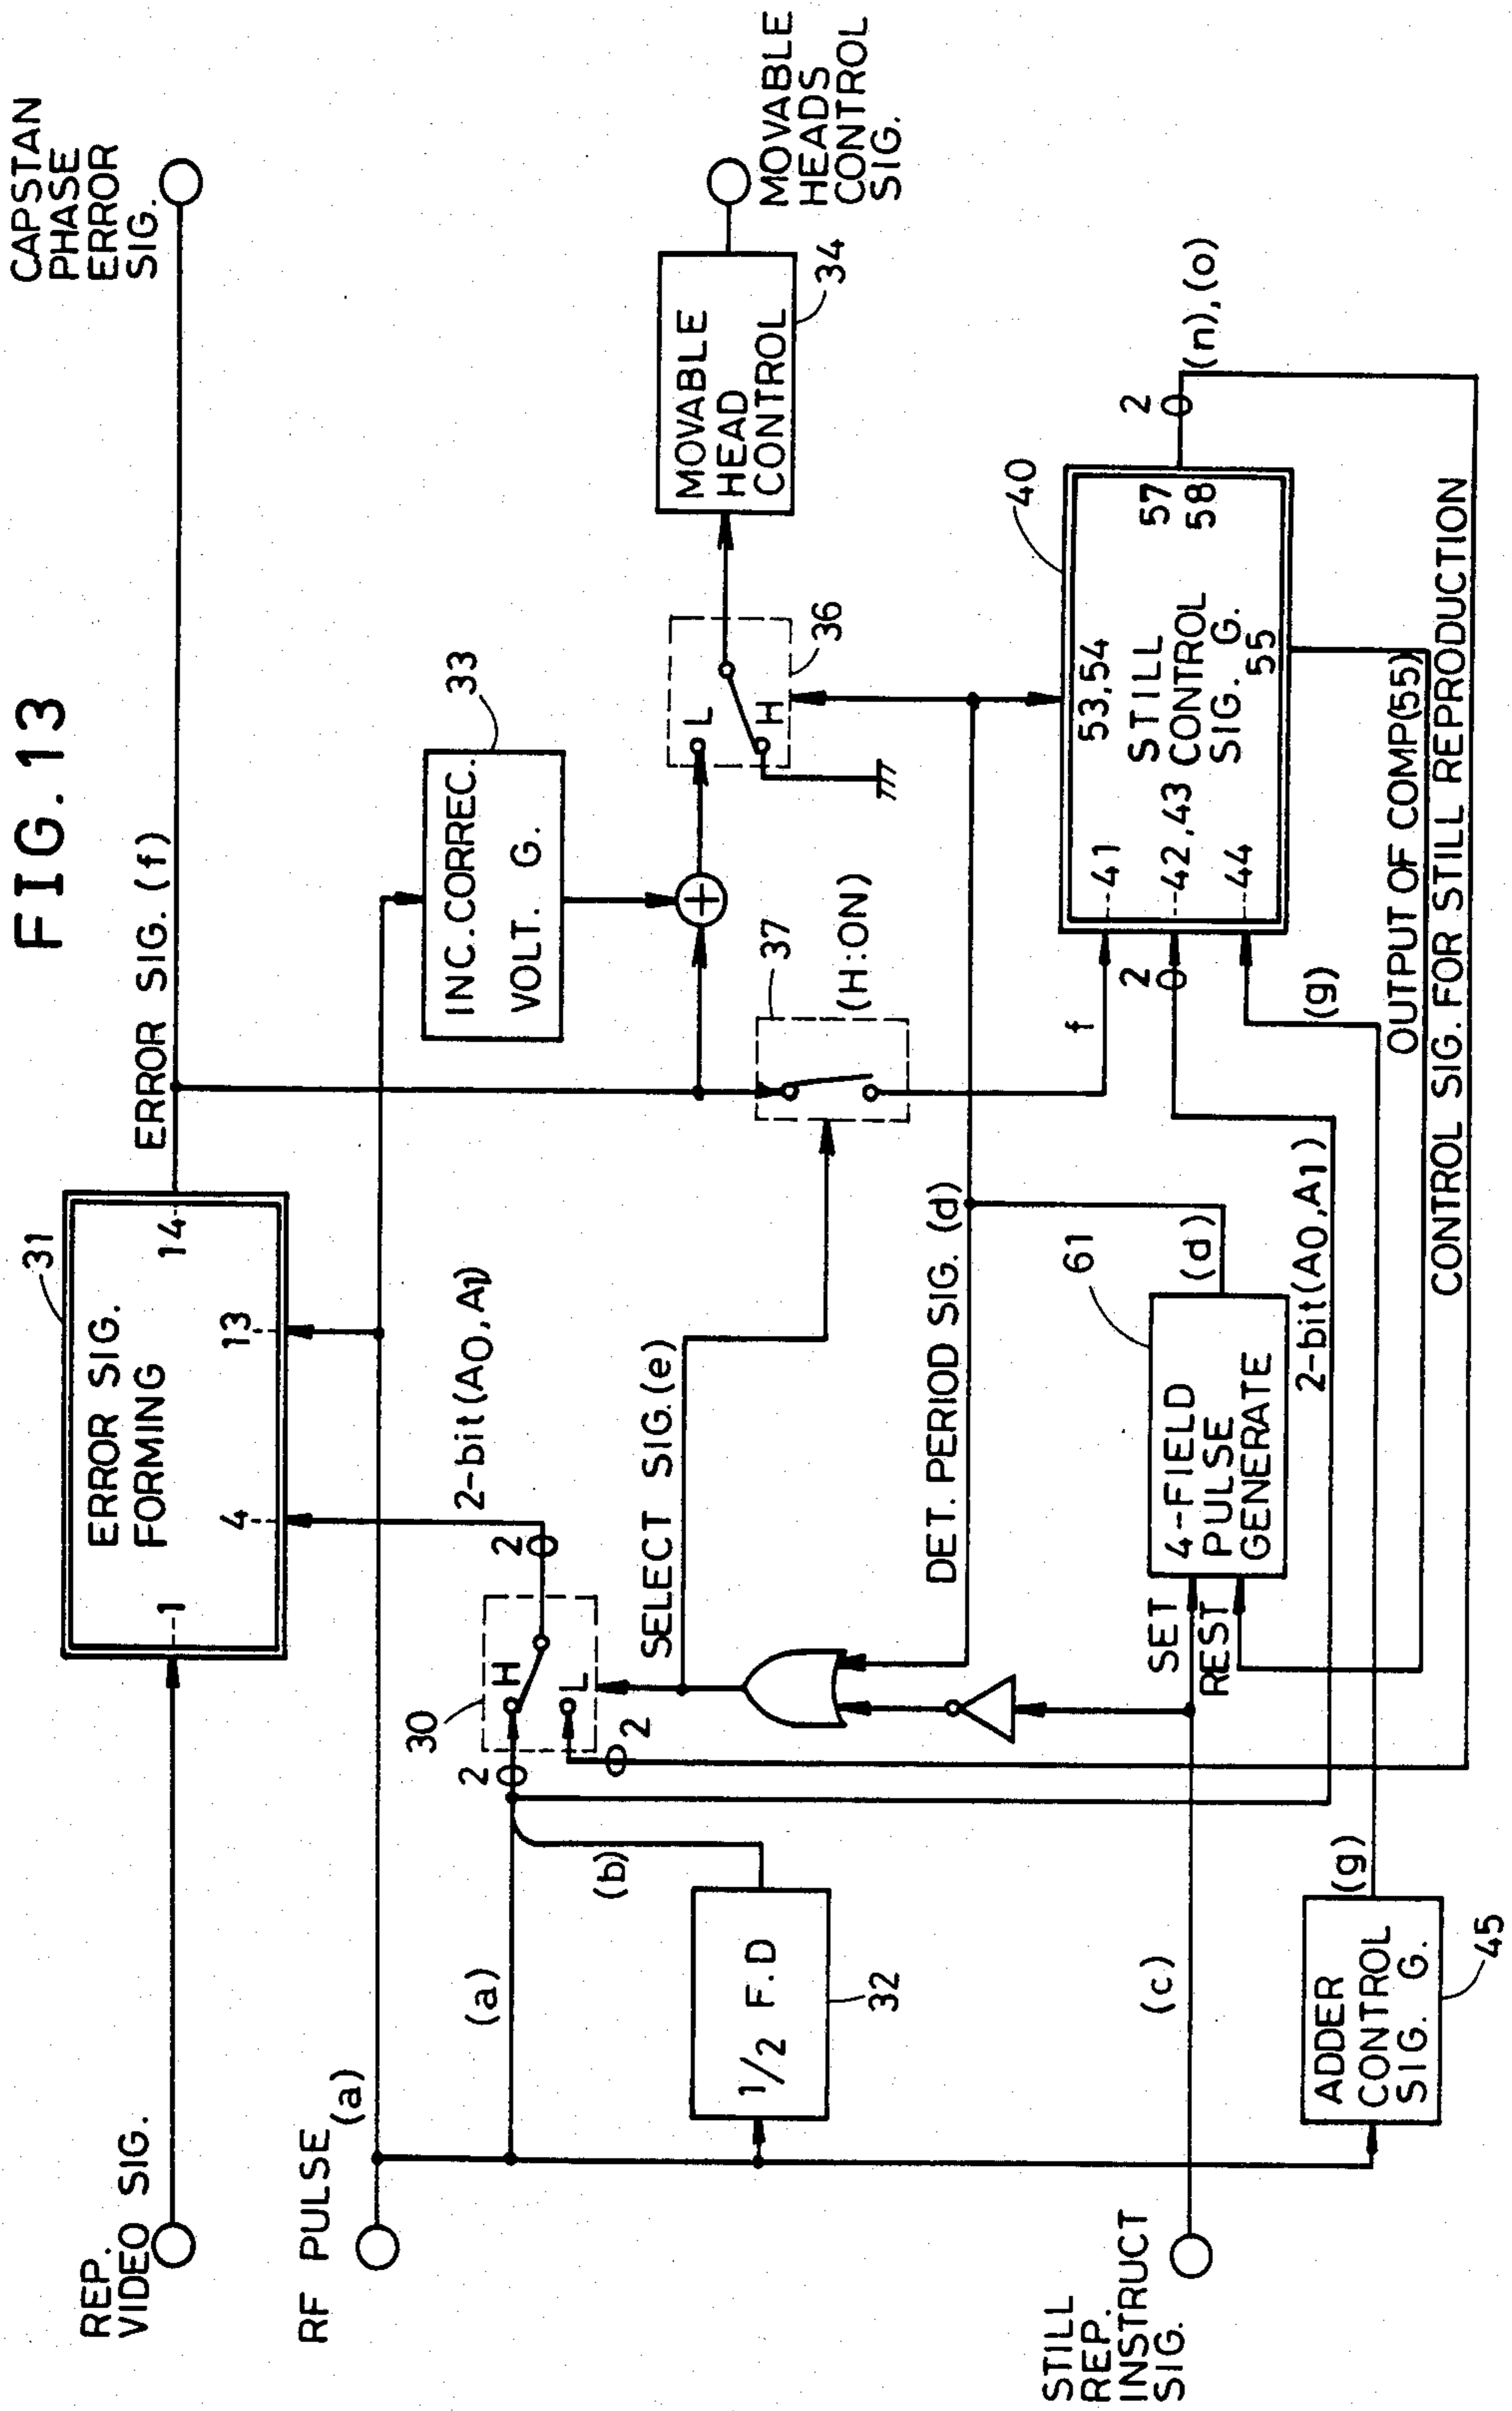 FIG. 13
REP.
VIDEO SIG.
RF PULSE
(a)
STILL
REP.
INSTRUCT
SIG.
(c)
31
ERROR SIG.
FORMING
1
4
13
14
ERROR SIG. (f)
CAPSTAN
PHASE
ERROR
SIG.
2-bit(A0,A1)
2
30
H
L
2
2
(a)
(b)
1/2 F.D
32
33
INC.CORREC.
VOLT. G.
+
SELECT SIG.(e)
37
(H:ON)
L
H
36
MOVABLE
HEAD
CONTROL
34
MOVABLE
HEADS
CONTROL
SIG.
DET. PERIOD SIG. (d)
SET
REST
4-FIELD
PULSE
GENERATE
61
(d)
2-bit(A0,A1)
f
2
(g)
40
53,54
41
42,43
44
STILL
CONTROL
SIG. G.
55
57
58
2
(n),(o)
OUTPUT OF COMP(55)
CONTROL SIG. FOR STILL REPRODUCTION
ADDER
CONTROL
SIG. G.
45
(g)